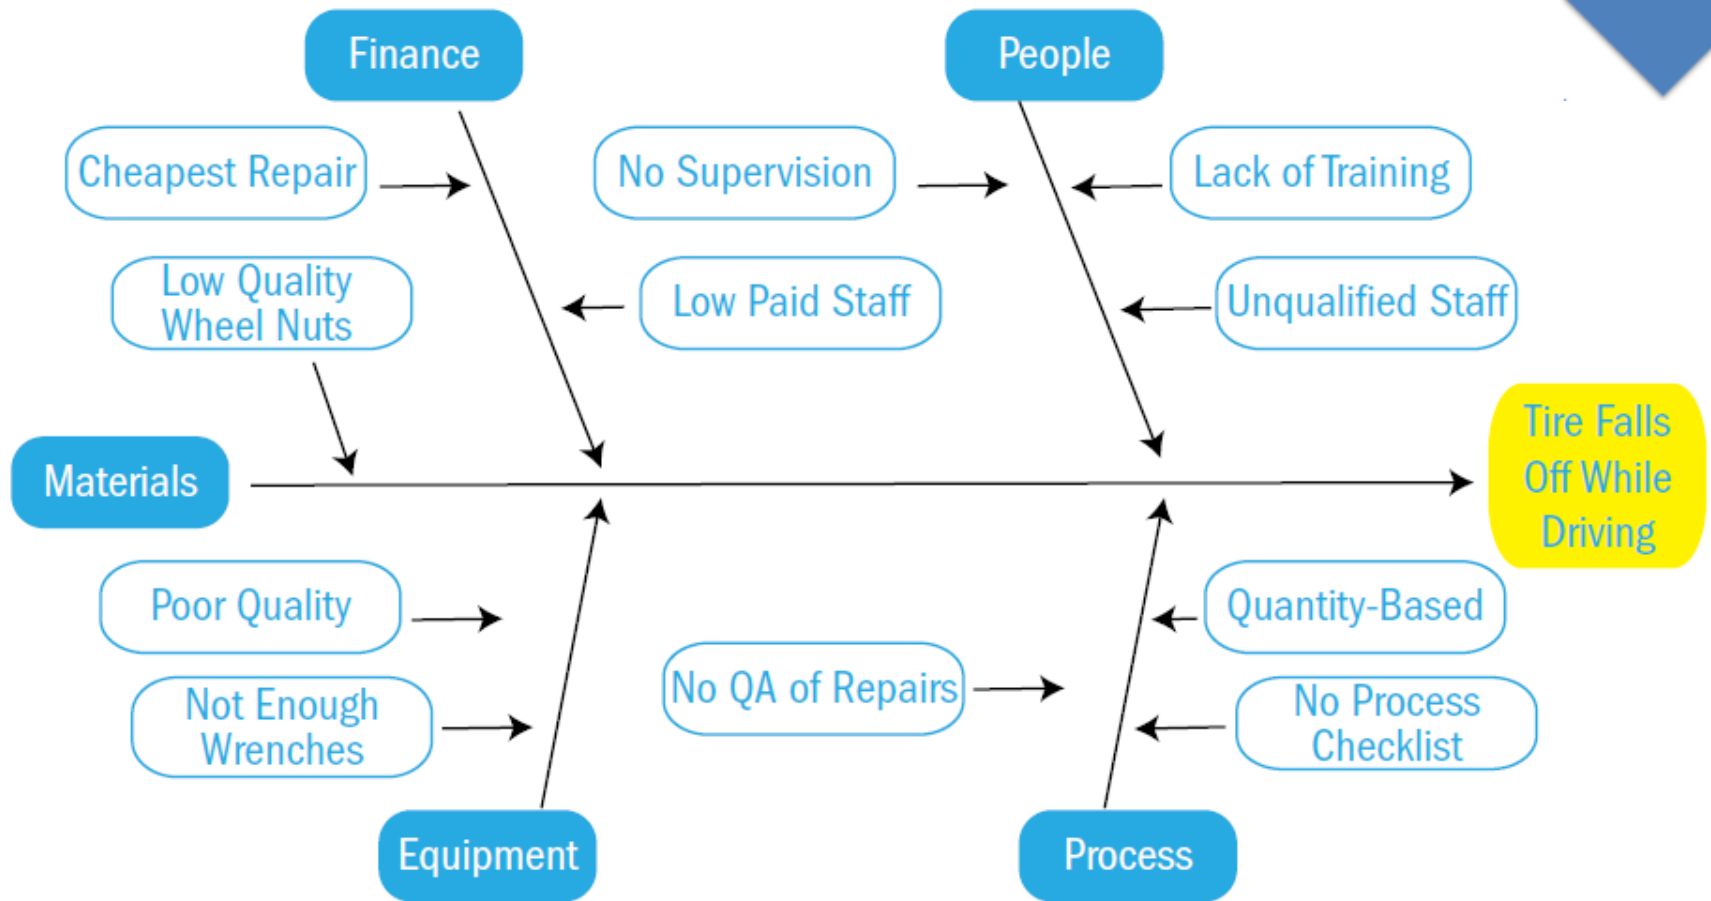 Finance
People
Cheapest Repair
No Supervision
Lack of Training
Low Quality
Wheel Nuts
Low Paid Staff
Unqualified Staff
Tire Falls
Off While
Driving
Materials
Poor Quality
Quantity-Based
No QA of Repairs
Not Enough
Wrenches
No Process
Checklist
Equipment
Process